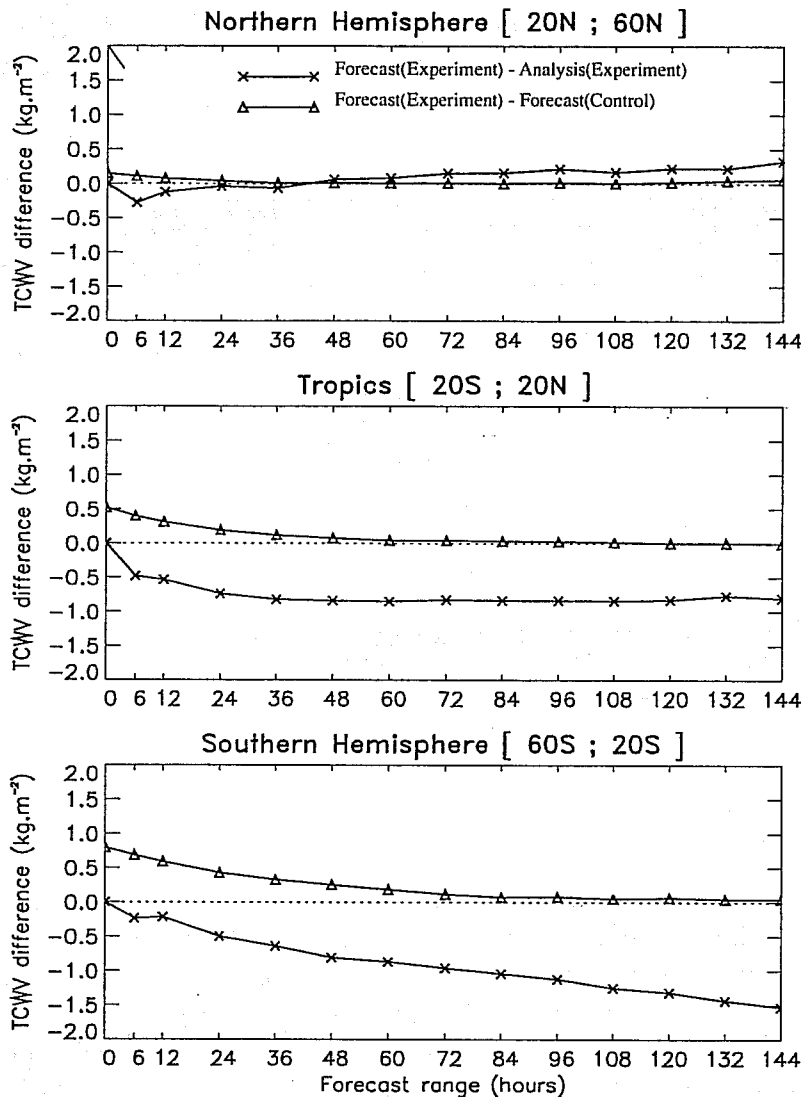 Northern Hemisphere [ 20N ; 60N ]
TCWV difference (kg.m⁻²)
2.0
1.5
1.0
0.5
0.0
−0.5
−1.0
−1.5
−2.0
Forecast(Experiment) - Analysis(Experiment)
Forecast(Experiment) - Forecast(Control)
0 6 12 24 36 48 60 72 84 96 108 120 132 144
Tropics [ 20S ; 20N ]
TCWV difference (kg.m⁻²)
2.0
1.5
1.0
0.5
0.0
−0.5
−1.0
−1.5
−2.0
0 6 12 24 36 48 60 72 84 96 108 120 132 144
Southern Hemisphere [ 60S ; 20S ]
TCWV difference (kg.m⁻²)
2.0
1.5
1.0
0.5
0.0
−0.5
−1.0
−1.5
−2.0
0 6 12 24 36 48 60 72 84 96 108 120 132 144
Forecast range (hours)